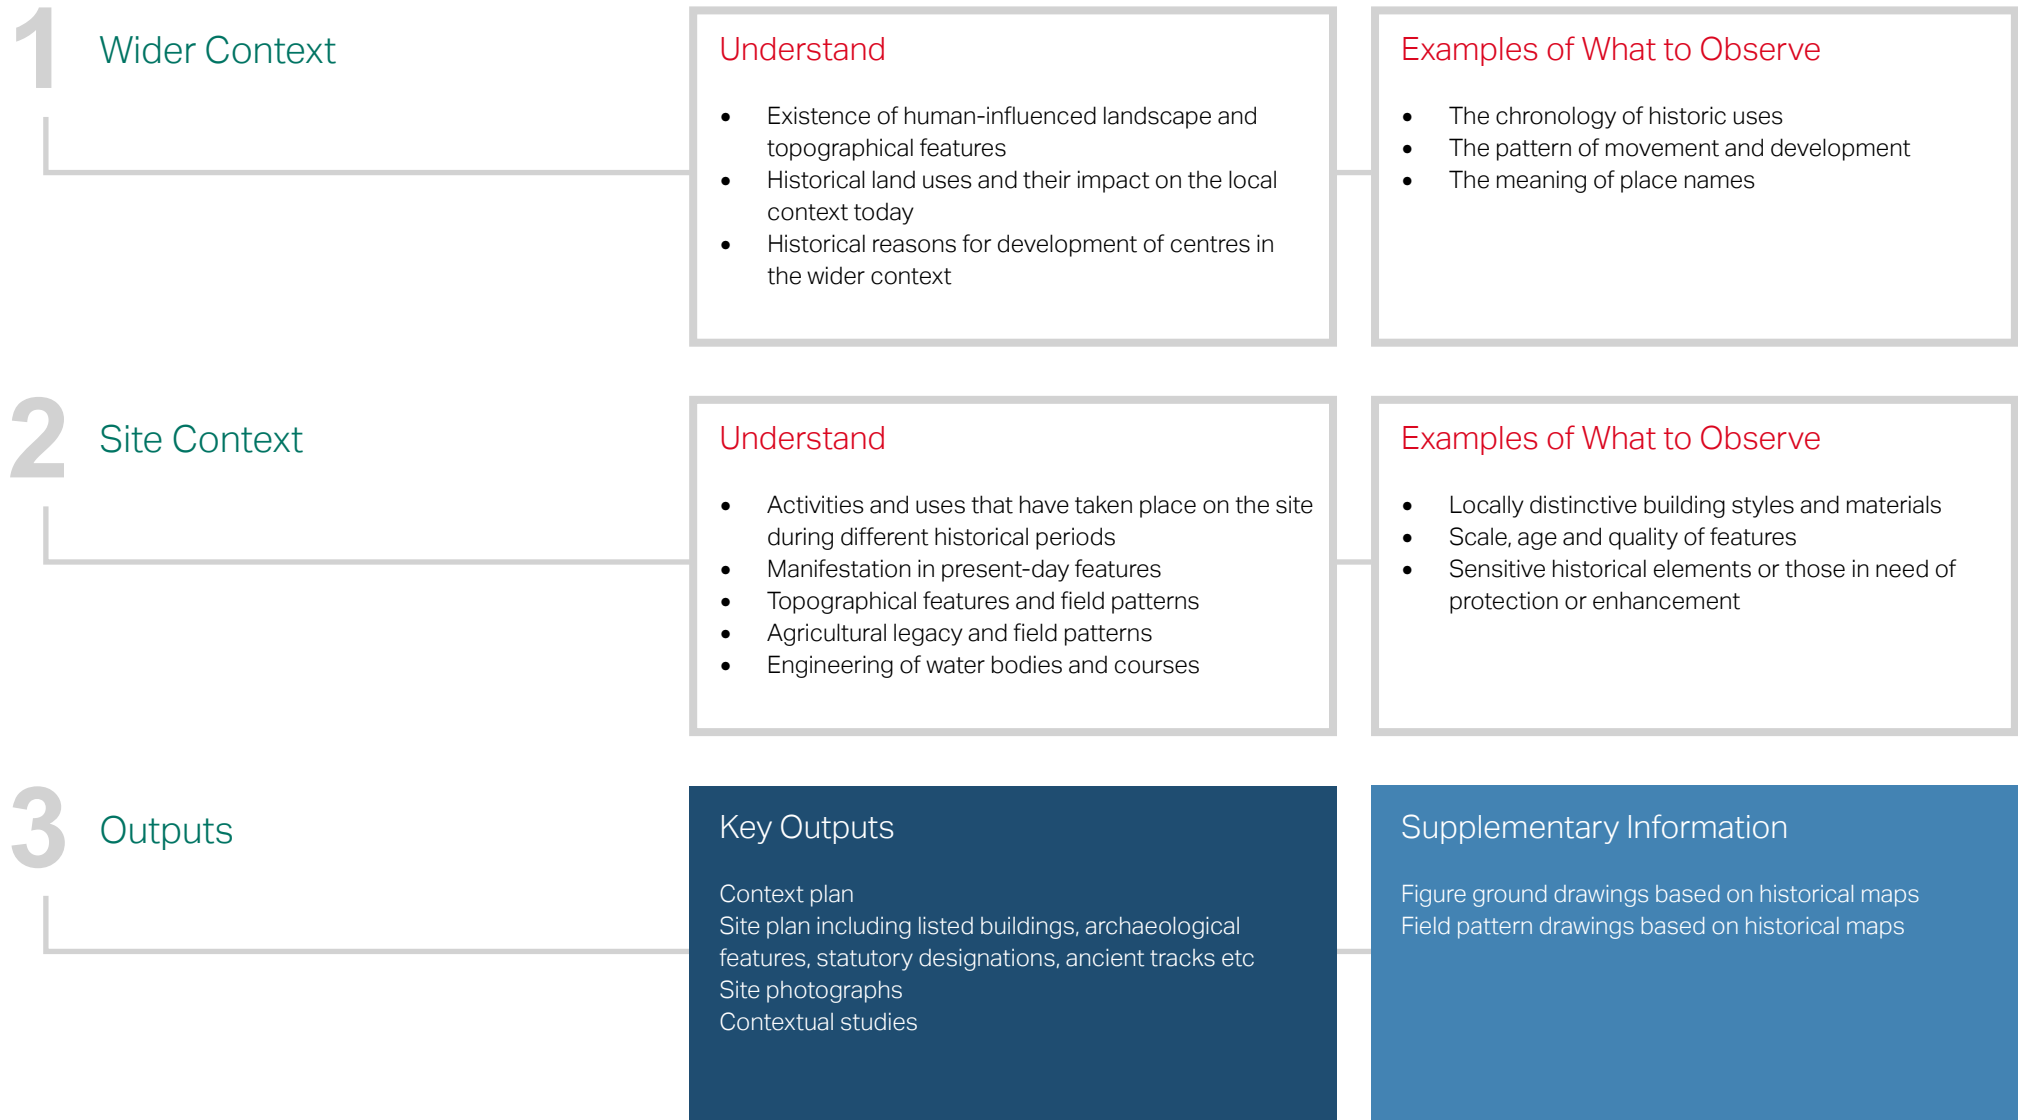 1
Wider Context
Understand
• Existence of human-influenced landscape and
topographical features
• Historical land uses and their impact on the local
context today
• Historical reasons for development of centres in
the wider context
Examples of What to Observe
• The chronology of historic uses
• The pattern of movement and development
• The meaning of place names
2
Site Context
Understand
• Activities and uses that have taken place on the site
during different historical periods
• Manifestation in present-day features
• Topographical features and field patterns
• Agricultural legacy and field patterns
• Engineering of water bodies and courses
Examples of What to Observe
• Locally distinctive building styles and materials
• Scale, age and quality of features
• Sensitive historical elements or those in need of
protection or enhancement
3
Outputs
Key Outputs
Context plan
Site plan including listed buildings, archaeological
features, statutory designations, ancient tracks etc
Site photographs
Contextual studies
Supplementary Information
Figure ground drawings based on historical maps
Field pattern drawings based on historical maps